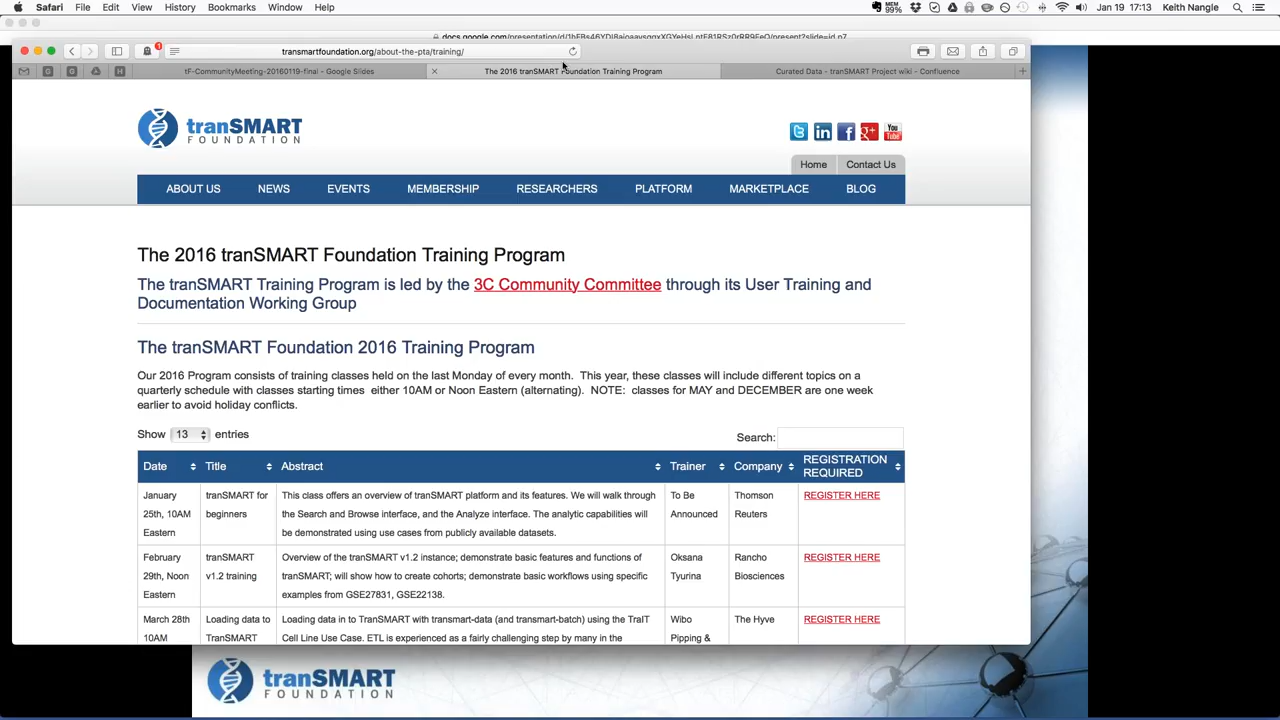 Safari File Edit View History Bookmarks Window Help MEM 99% Jan 19 17:13 Keith Nangle
1
transmartfoundation.org/about-the-pta/training/
tF-CommunityMeeting-20160119-final - Google Slides
The 2016 tranSMART Foundation Training Program
Curated Data - tranSMART Project wiki - Confluence
tranSMART
FOUNDATION
You Tube
Home Contact Us
ABOUT US NEWS EVENTS MEMBERSHIP RESEARCHERS PLATFORM MARKETPLACE BLOG
The 2016 tranSMART Foundation Training Program
The tranSMART Training Program is led by the 3C Community Committee through its User Training and
Documentation Working Group
The tranSMART Foundation 2016 Training Program
Our 2016 Program consists of training classes held on the last Monday of every month. This year, these classes will include different topics on a
quarterly schedule with classes starting times either 10AM or Noon Eastern (alternating). NOTE: classes for MAY and DECEMBER are one week
earlier to avoid holiday conflicts.
Show 13 entries
Search:
Date Title Abstract Trainer Company REGISTRATION REQUIRED
January tranSMART for This class offers an overview of tranSMART platform and its features. We will walk through To Be Thomson REGISTER HERE
25th, 10AM beginners the Search and Browse interface, and the Analyze interface. The analytic capabilities will Announced Reuters
Eastern be demonstrated using use cases from publicly available datasets.
February tranSMART Overview of the tranSMART v1.2 instance; demonstrate basic features and functions of Oksana Rancho REGISTER HERE
29th, Noon v1.2 training tranSMART; will show how to create cohorts; demonstrate basic workflows using specific Tyurina Biosciences
Eastern examples from GSE27831, GSE22138.
March 28th Loading data to Loading data in to TranSMART with transmart-data (and transmart-batch) using the TraIT Wibo The Hyve REGISTER HERE
10AM TranSMART Cell Line Use Case. ETL is experienced as a fairly challenging step by many in the Pipping &
tranSMART
FOUNDATION